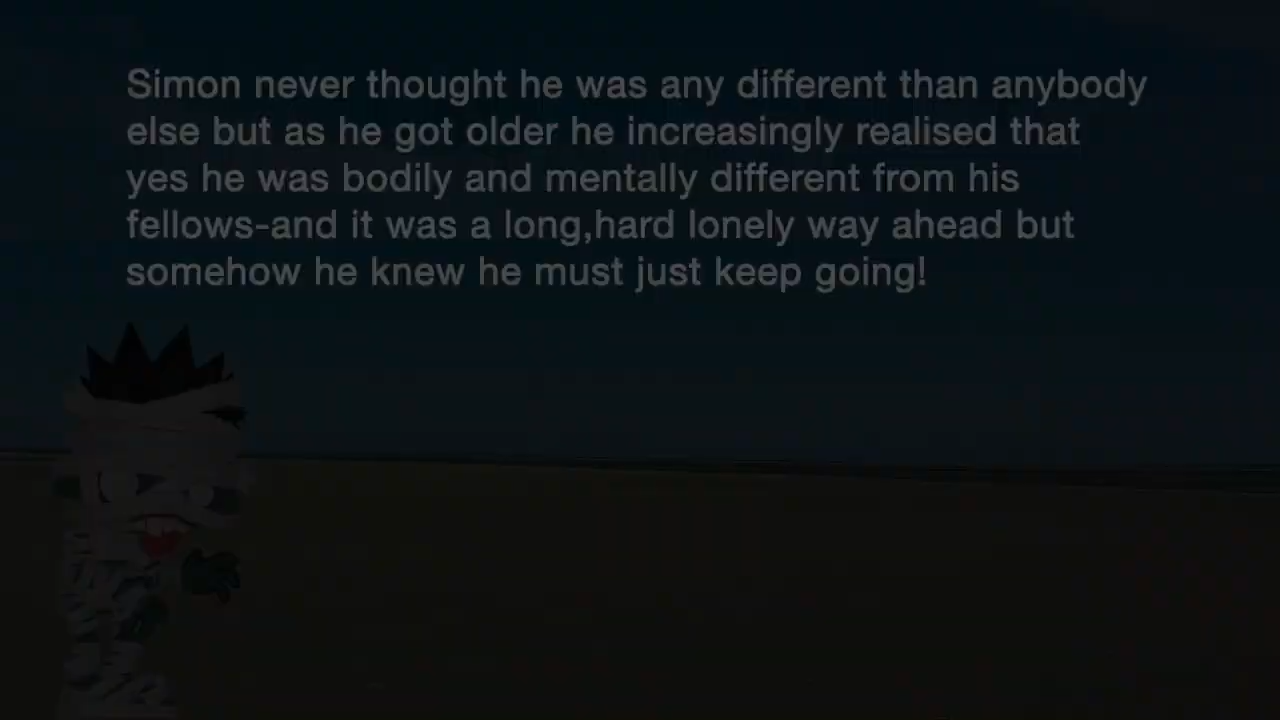 Simon never thought he was any different than anybody
else but as he got older he increasingly realised that
yes he was bodily and mentally different from his
fellows-and it was a long,hard lonely way ahead but
somehow he knew he must just keep going!